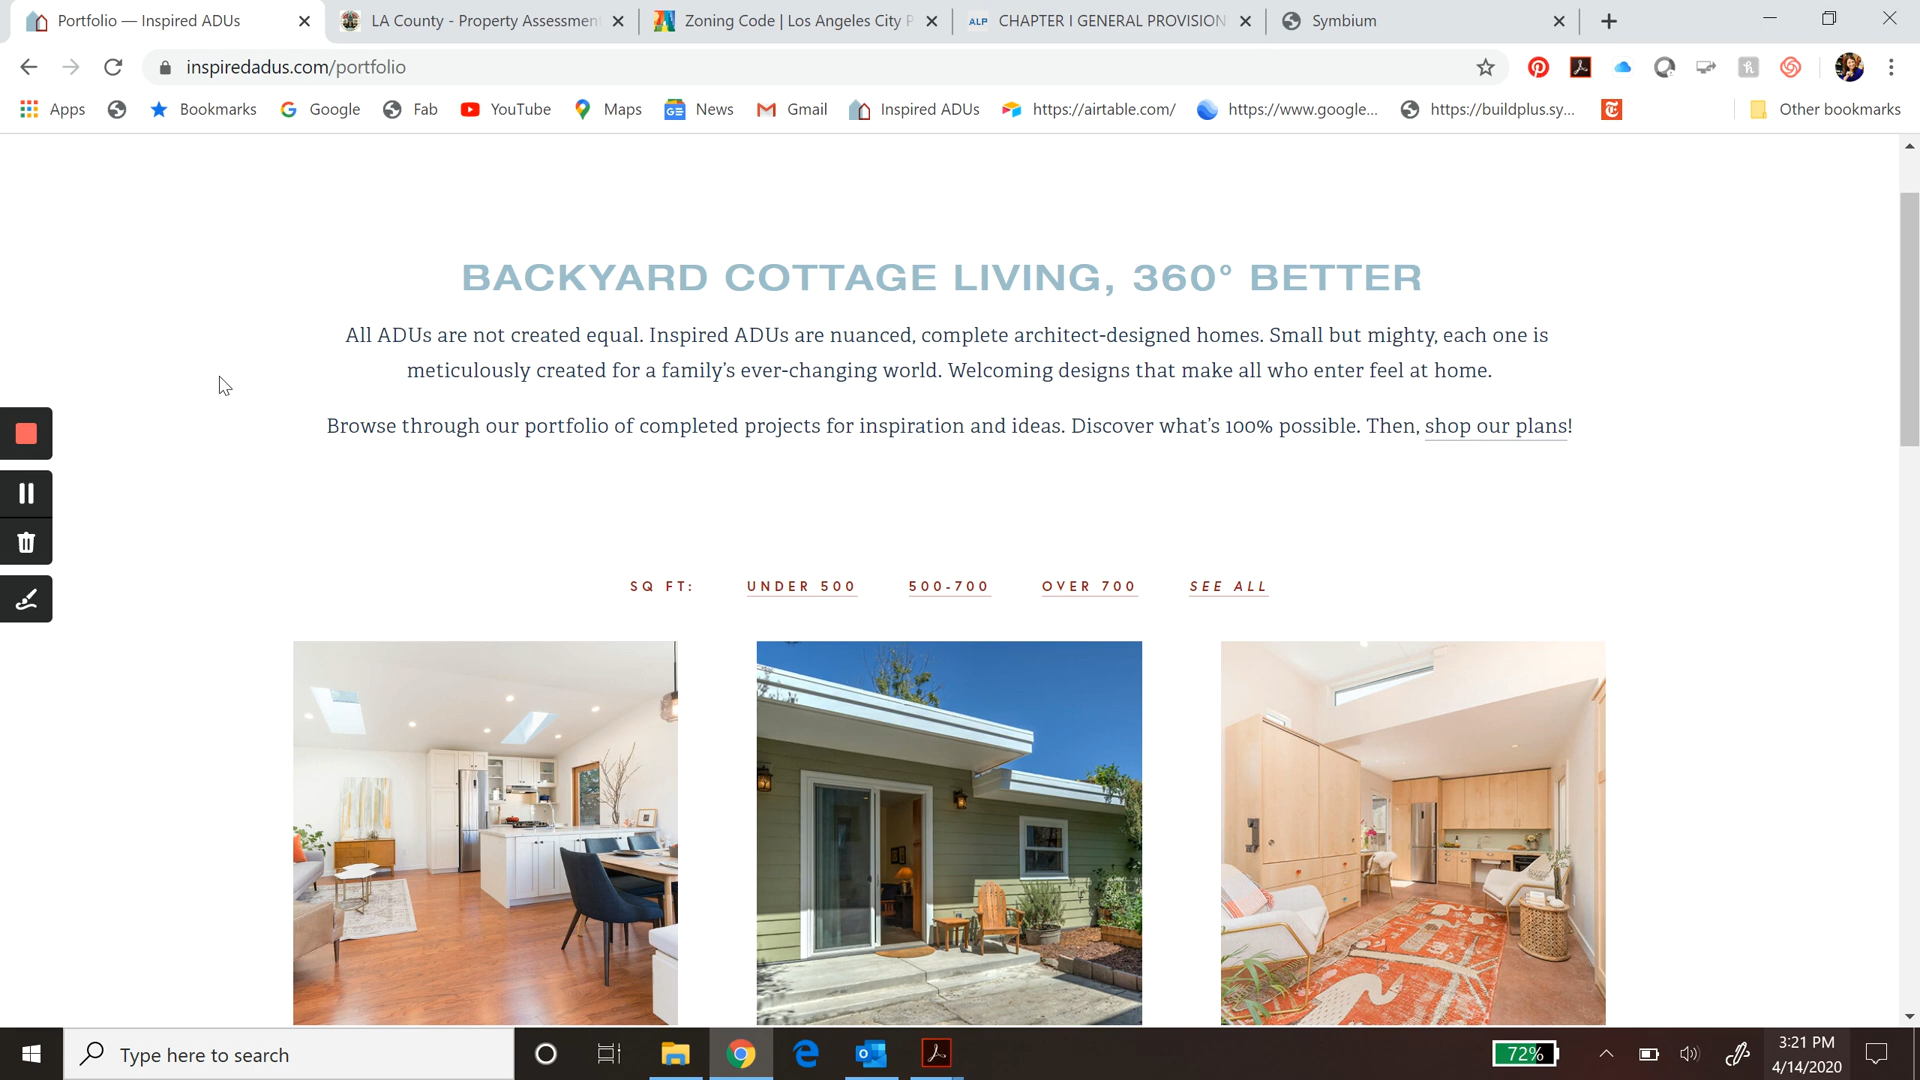 Portfolio — Inspired ADUs
LA County - Property Assessmen
Zoning Code | Los Angeles City P
ALP CHAPTER I GENERAL PROVISION
Symbium
inspiredadus.com/portfolio
Apps
Bookmarks
Google
Fab
YouTube
Maps
News
Gmail
Inspired ADUs
https://airtable.com/
https://www.google...
https://buildplus.sy...
Other bookmarks
BACKYARD COTTAGE LIVING, 360° BETTER
All ADUs are not created equal. Inspired ADUs are nuanced, complete architect-designed homes. Small but mighty, each one is
meticulously created for a family's ever-changing world. Welcoming designs that make all who enter feel at home.
Browse through our portfolio of completed projects for inspiration and ideas. Discover what's 100% possible. Then, shop our plans!
SQ FT: UNDER 500 500-700 OVER 700 SEE ALL
Type here to search
72%
3:21 PM
4/14/2020